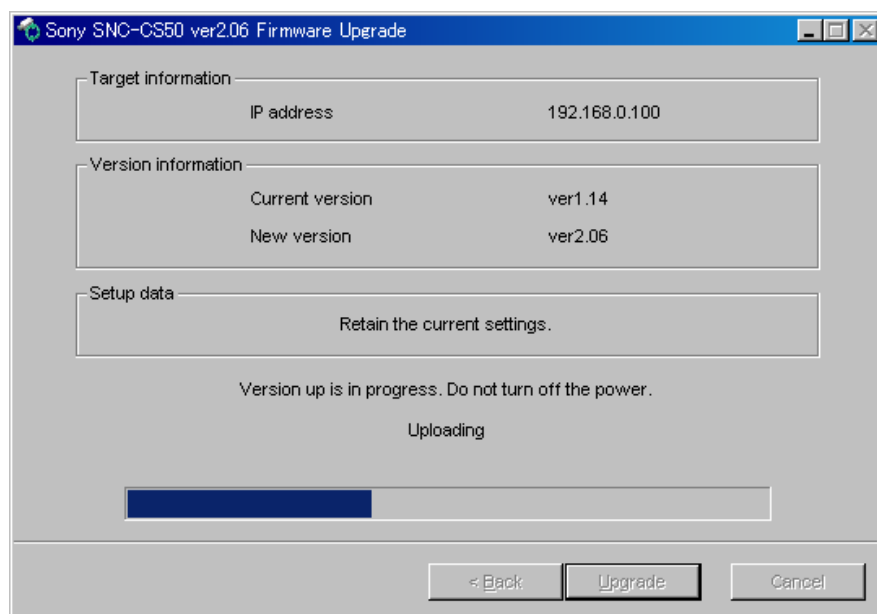 Sony SNC-CS50 ver2.06 Firmware Upgrade
Target information
IP address 192.168.0.100
Version information
Current version ver1.14
New version ver2.06
Setup data
Retain the current settings.
Version up is in progress. Do not turn off the power.
Uploading
< Back Upgrade Cancel